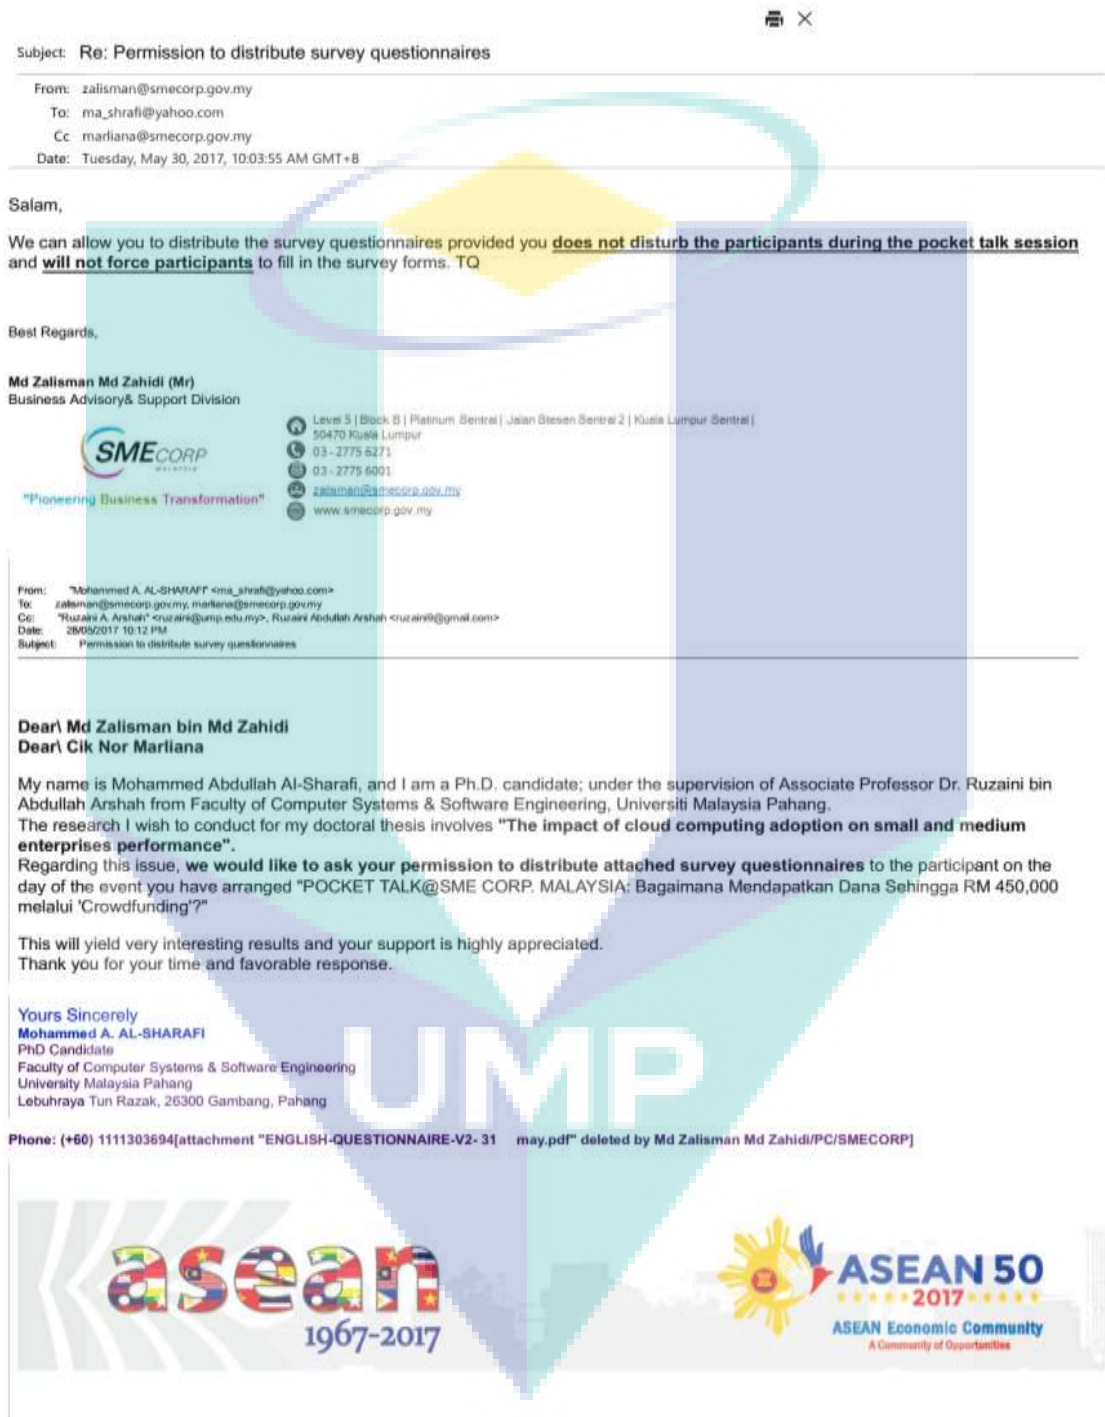 Subject: Re: Permission to distribute survey questionnaires
From: zalisman@smecorp.gov.my
To: ma_shrafi@yahoo.com
Cc marliana@smecorp.gov.my
Date: Tuesday, May 30, 2017, 10:03:55 AM GMT+8
Salam,
We can allow you to distribute the survey questionnaires provided you does not disturb the participants during the pocket talk session
and will not force participants to fill in the survey forms. TQ
Best Regards,
Md Zalisman Md Zahidi (Mr)
Business Advisory& Support Division
SMECORP
MALAYSIA
"Pioneering Business Transformation"
Level 5 | Block B | Platinum Sentral | Jalan Stesen Sentral 2 | Kuala Lumpur Sentral |
50470 Kuala Lumpur
03 - 2775 6271
03 - 2775 6001
zalisman@smecorp.gov.my
www.smecorp.gov.my
From: "Mohammed A. AL-SHARAFI" <ma_shrafi@yahoo.com>
To: zalisman@smecorp.gov.my, marliana@smecorp.gov.my
Cc: "Ruzaini A. Arshah" <ruzaini@ump.edu.my>, Ruzaini Abdullah Arshah <ruzaini9@gmail.com>
Date: 28/05/2017 10:12 PM
Subject: Permission to distribute survey questionnaires
Dear\ Md Zalisman bin Md Zahidi
Dear\ Cik Nor Marliana
My name is Mohammed Abdullah Al-Sharafi, and I am a Ph.D. candidate; under the supervision of Associate Professor Dr. Ruzaini bin
Abdullah Arshah from Faculty of Computer Systems & Software Engineering, Universiti Malaysia Pahang.
The research I wish to conduct for my doctoral thesis involves "The impact of cloud computing adoption on small and medium
enterprises performance".
Regarding this issue, we would like to ask your permission to distribute attached survey questionnaires to the participant on the
day of the event you have arranged "POCKET TALK@SME CORP. MALAYSIA: Bagaimana Mendapatkan Dana Sehingga RM 450,000
melalui 'Crowdfunding'?"
This will yield very interesting results and your support is highly appreciated.
Thank you for your time and favorable response.
Yours Sincerely
Mohammed A. AL-SHARAFI
PhD Candidate
Faculty of Computer Systems & Software Engineering
University Malaysia Pahang
Lebuhraya Tun Razak, 26300 Gambang, Pahang
UMP
Phone: (+60) 1111303694[attachment "ENGLISH-QUESTIONNAIRE-V2- 31 may.pdf" deleted by Md Zalisman Md Zahidi/PC/SMECORP]
asean
1967-2017
ASEAN 50
2017
ASEAN Economic Community
A Community of Opportunities